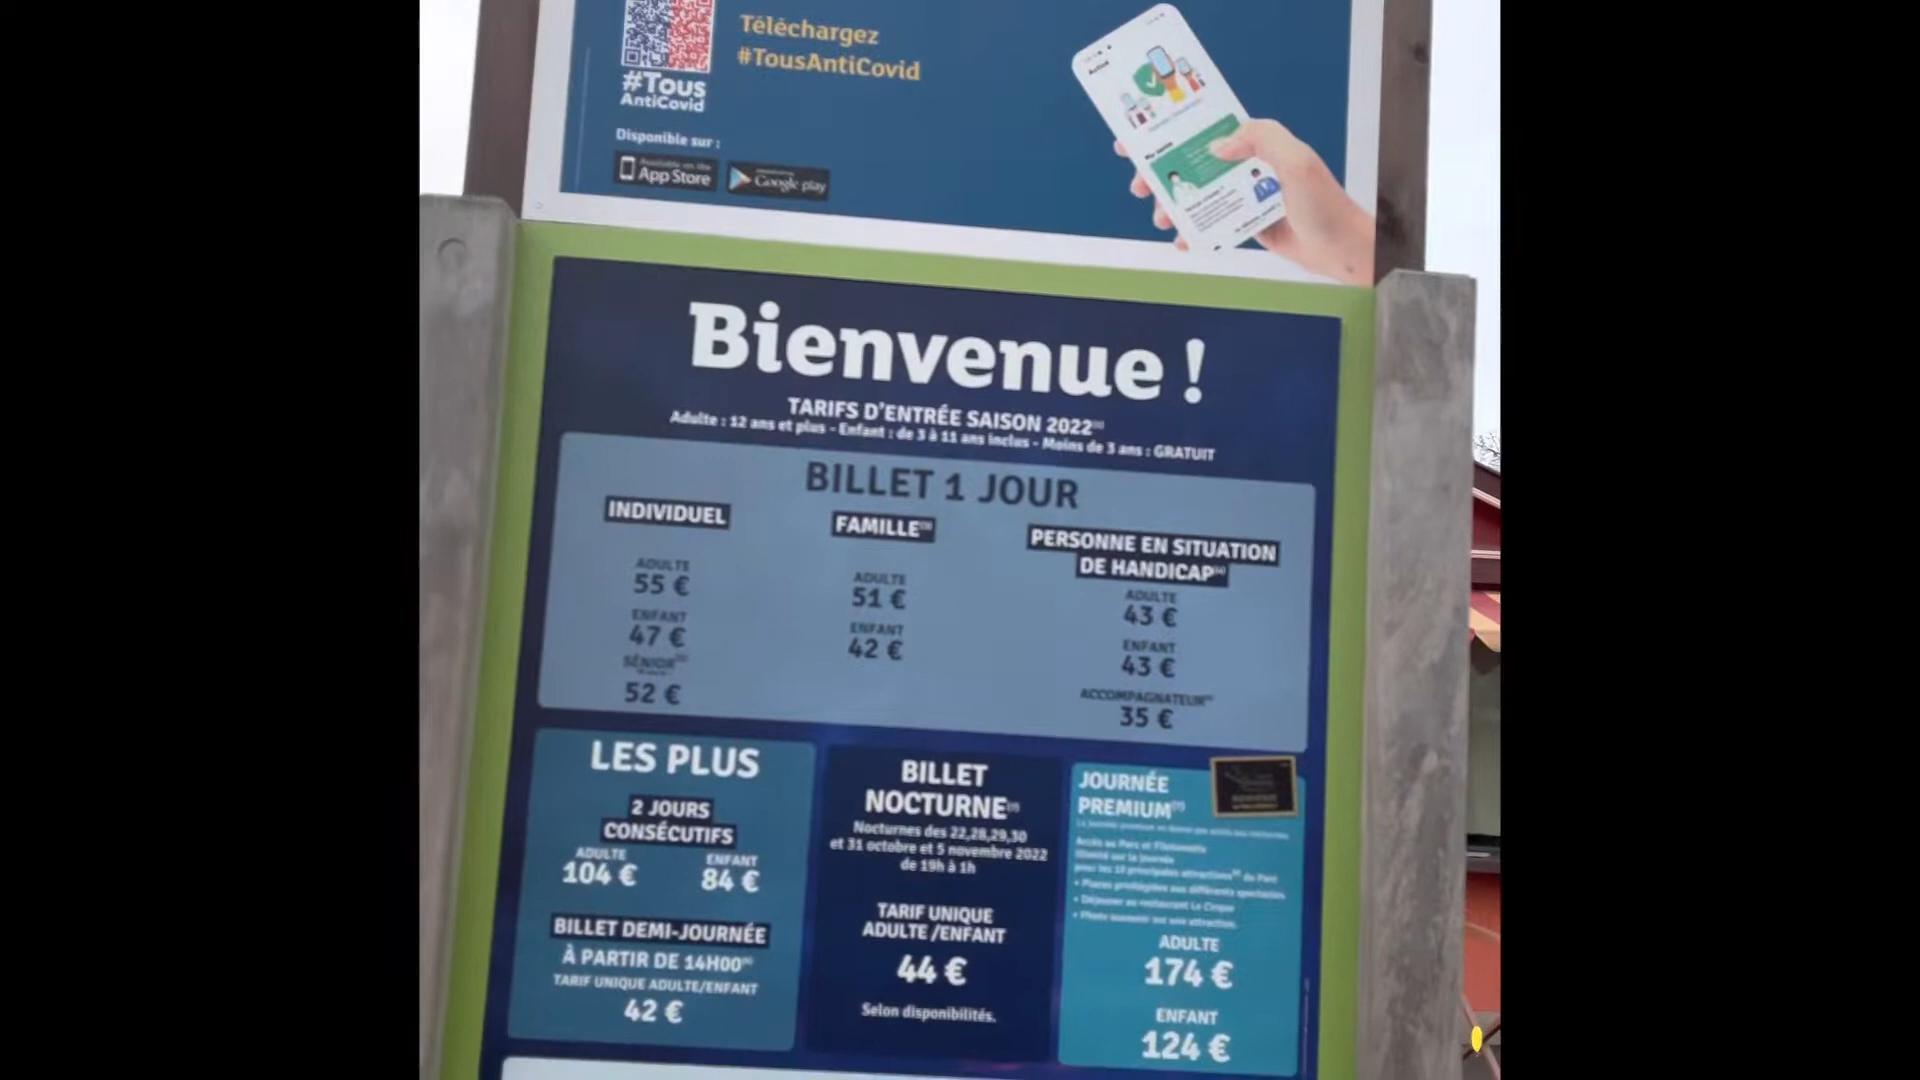 Téléchargez
#TousAntiCovid
#Tous
AntiCovid
Disponible sur :
Available on the
App Store
Google play
Bienvenue !
TARIFS D'ENTRÉE SAISON 2022
Adulte : 12 ans et plus - Enfant : de 3 à 11 ans inclus - Moins de 3 ans : GRATUIT
BILLET 1 JOUR
INDIVIDUEL
ADULTE
55 €
ENFANT
47 €
SÉNIOR
52 €
FAMILLE
ADULTE
51 €
ENFANT
42 €
PERSONNE EN SITUATION
DE HANDICAP
ADULTE
43 €
ENFANT
43 €
ACCOMPAGNATEUR
35 €
LES PLUS
2 JOURS
CONSÉCUTIFS
ADULTE ENFANT
104 € 84 €
BILLET DEMI-JOURNÉE
À PARTIR DE 14H00
TARIF UNIQUE ADULTE/ENFANT
42 €
BILLET
NOCTURNE
Nocturnes des 22,28,29,30
et 31 octobre et 5 novembre 2022
de 19h à 1h
TARIF UNIQUE
ADULTE /ENFANT
44 €
Selon disponibilités.
JOURNÉE
PREMIUM
Accès au Parc et
illimité sur la journée
pour les 10 principales attractions du Parc
• Places privilégiées aux différents spectacles
• Déjeuner au restaurant Le Cirque
• Photo souvenir sur une attraction.
ADULTE
174 €
ENFANT
124 €